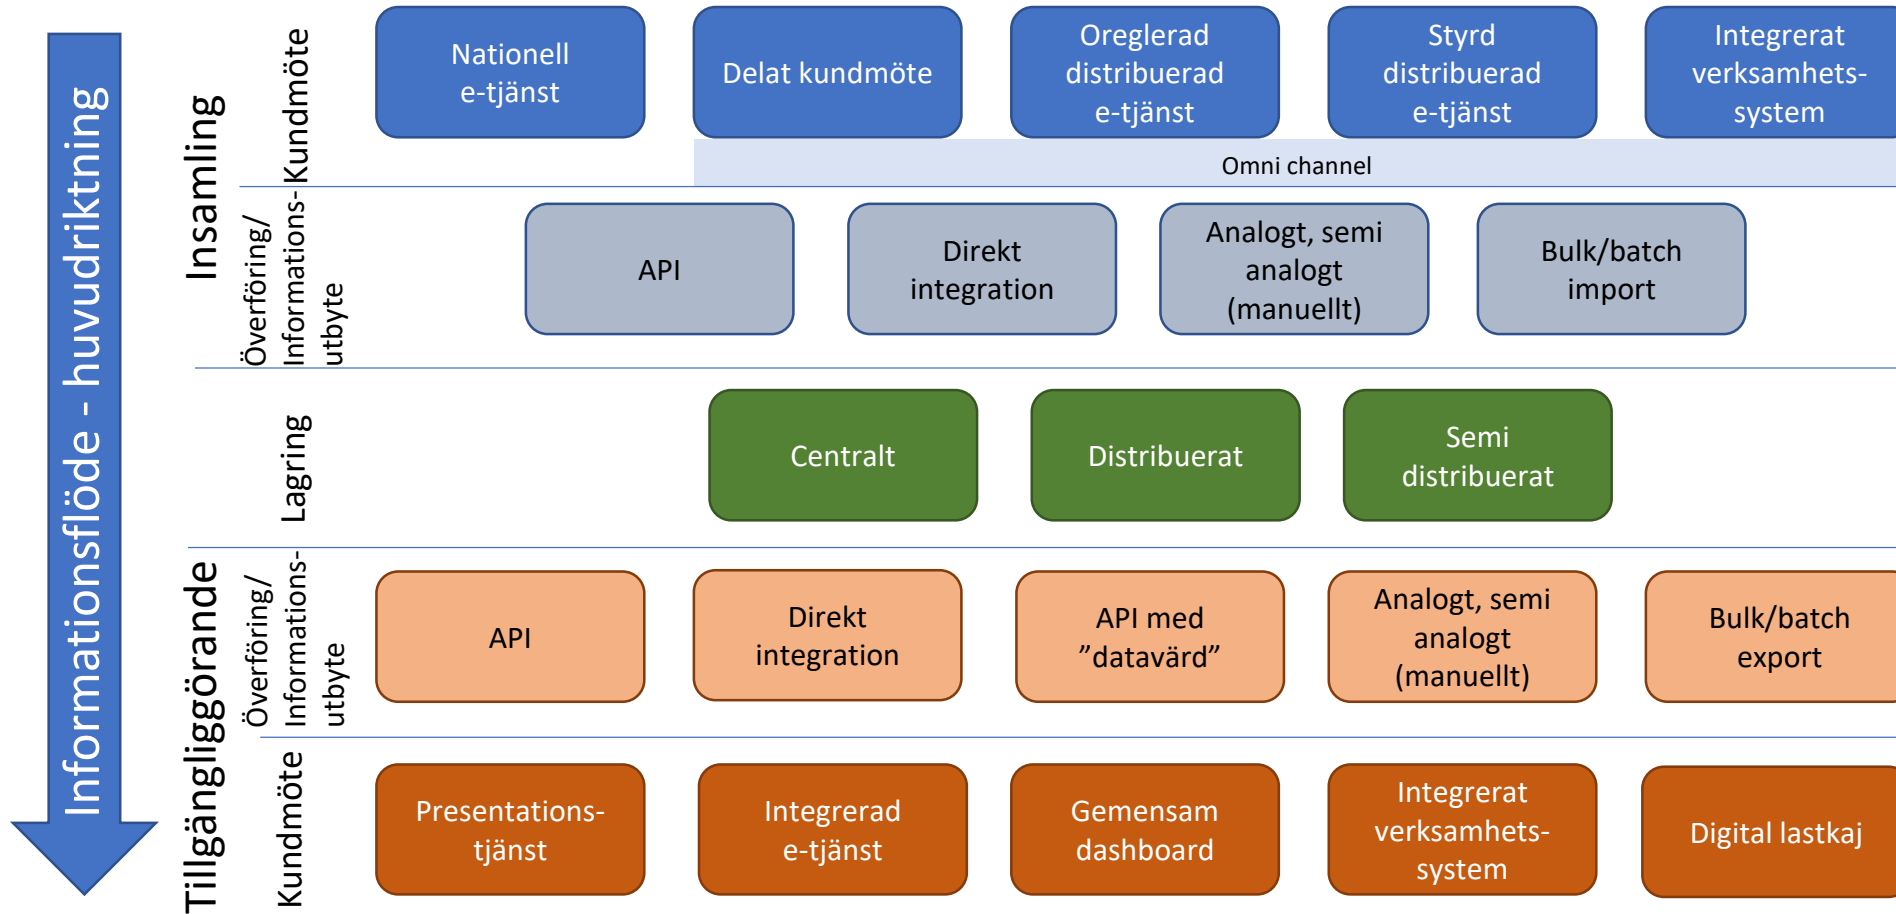 Informationsflöde - huvudriktning
Insamling
Kundmöte
Nationell
e-tjänst
Delat kundmöte
Oreglerad
distribuerad
e-tjänst
Styrd
distribuerad
e-tjänst
Integrerat
verksamhets-
system
Omni channel
Överföring/
Informations-
utbyte
API
Direkt
integration
Analogt, semi
analogt
(manuellt)
Bulk/batch
import
Lagring
Centralt
Distribuerat
Semi
distribuerat
Tillgängliggörande
Överföring/
Informations-
utbyte
API
Direkt
integration
API med
”datavärd”
Analogt, semi
analogt
(manuellt)
Bulk/batch
export
Kundmöte
Presentations-
tjänst
Integrerad
e-tjänst
Gemensam
dashboard
Integrerat
verksamhets-
system
Digital lastkaj